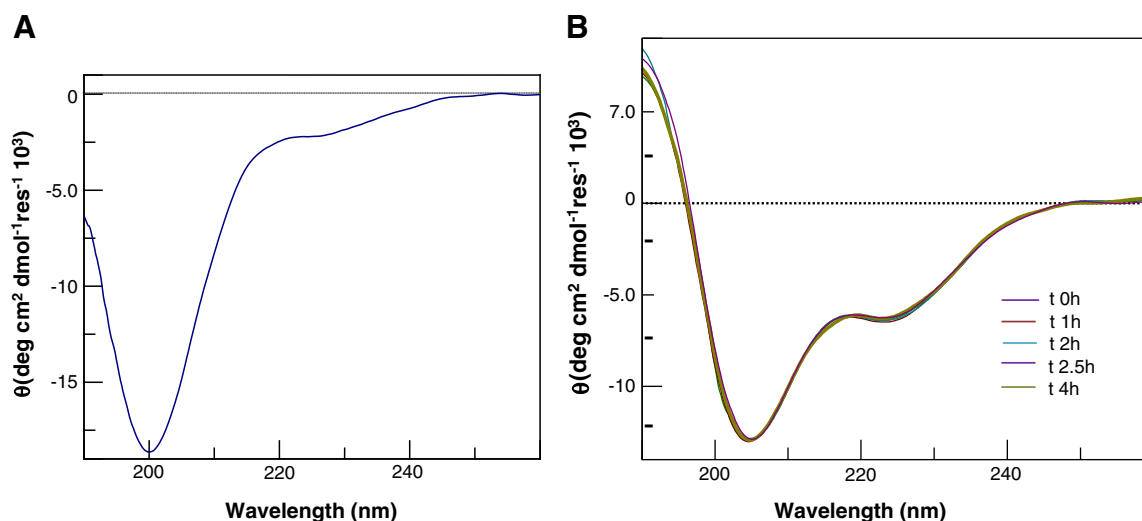 A
B
θ(deg cm² dmol⁻¹res⁻¹ 10³)
0
-5.0
-10
-15
200
220
240
Wavelength (nm)
θ(deg cm² dmol⁻¹res⁻¹ 10³)
7.0
0
-5.0
-10
200
220
240
Wavelength (nm)
t 0h
t 1h
t 2h
t 2.5h
t 4h